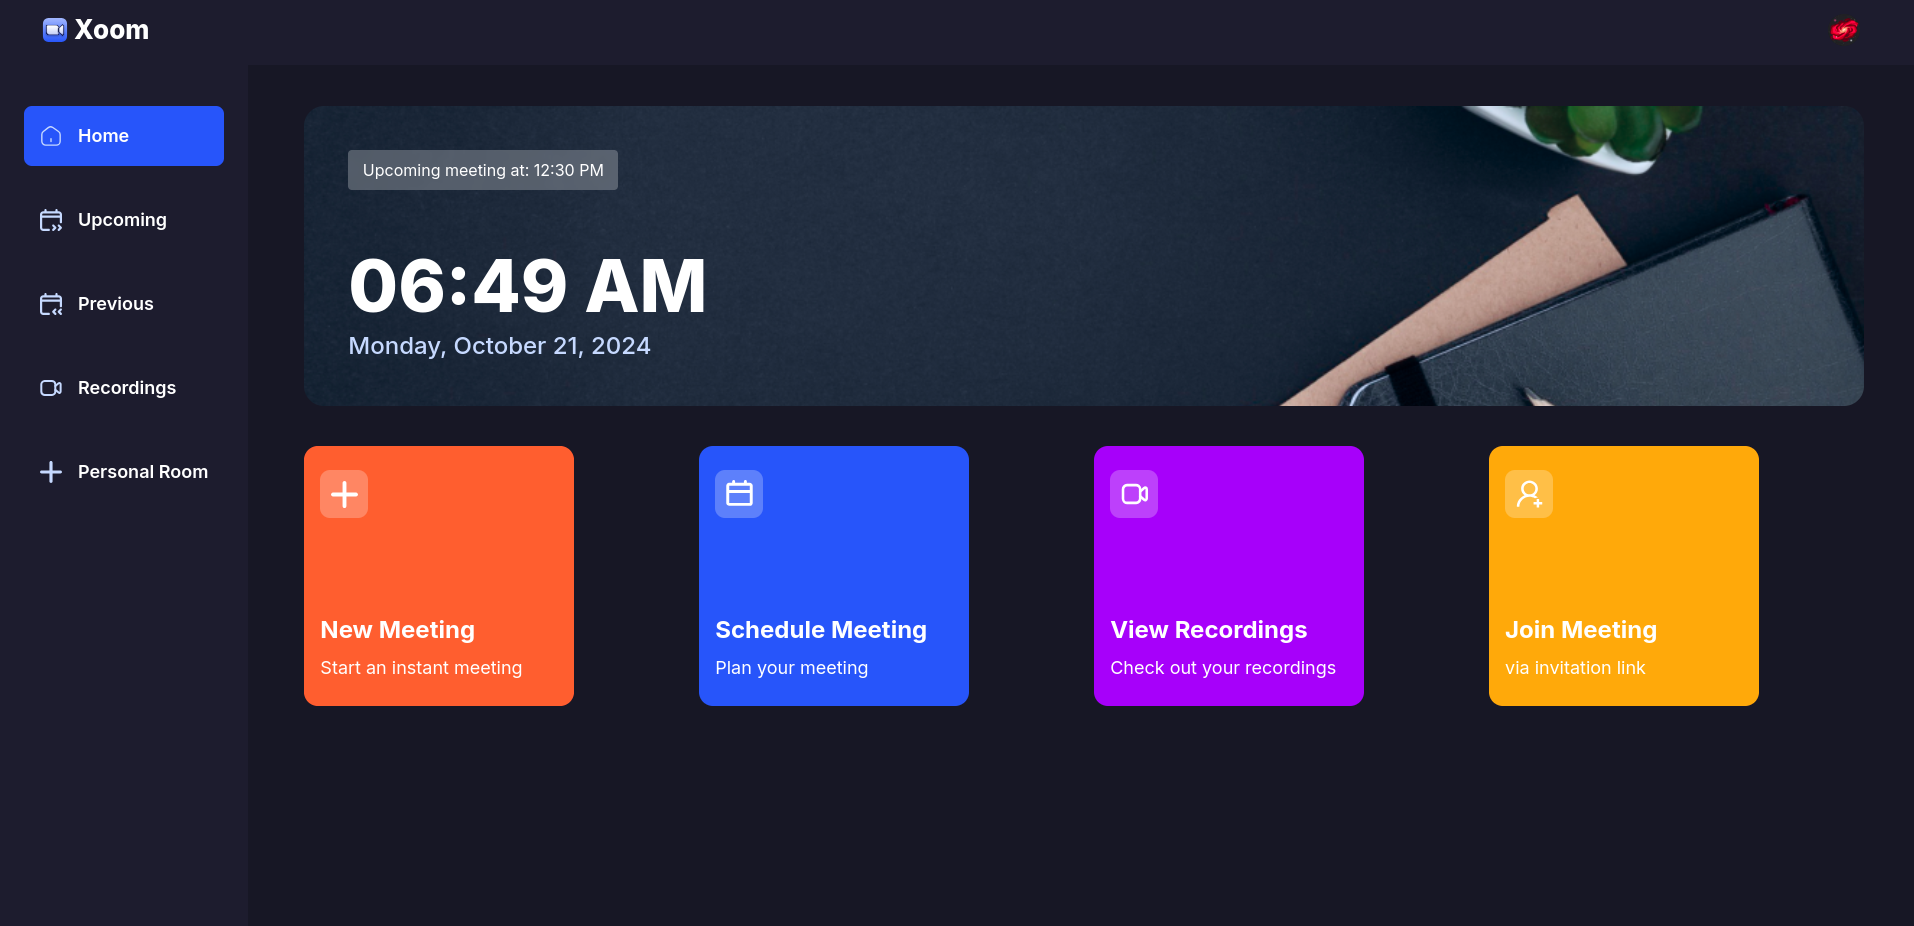 Xoom
Home
Upcoming
Previous
Recordings
Personal Room
Upcoming meeting at: 12:30 PM
06:49 AM
Monday, October 21, 2024
New Meeting
Start an instant meeting
Schedule Meeting
Plan your meeting
View Recordings
Check out your recordings
Join Meeting
via invitation link